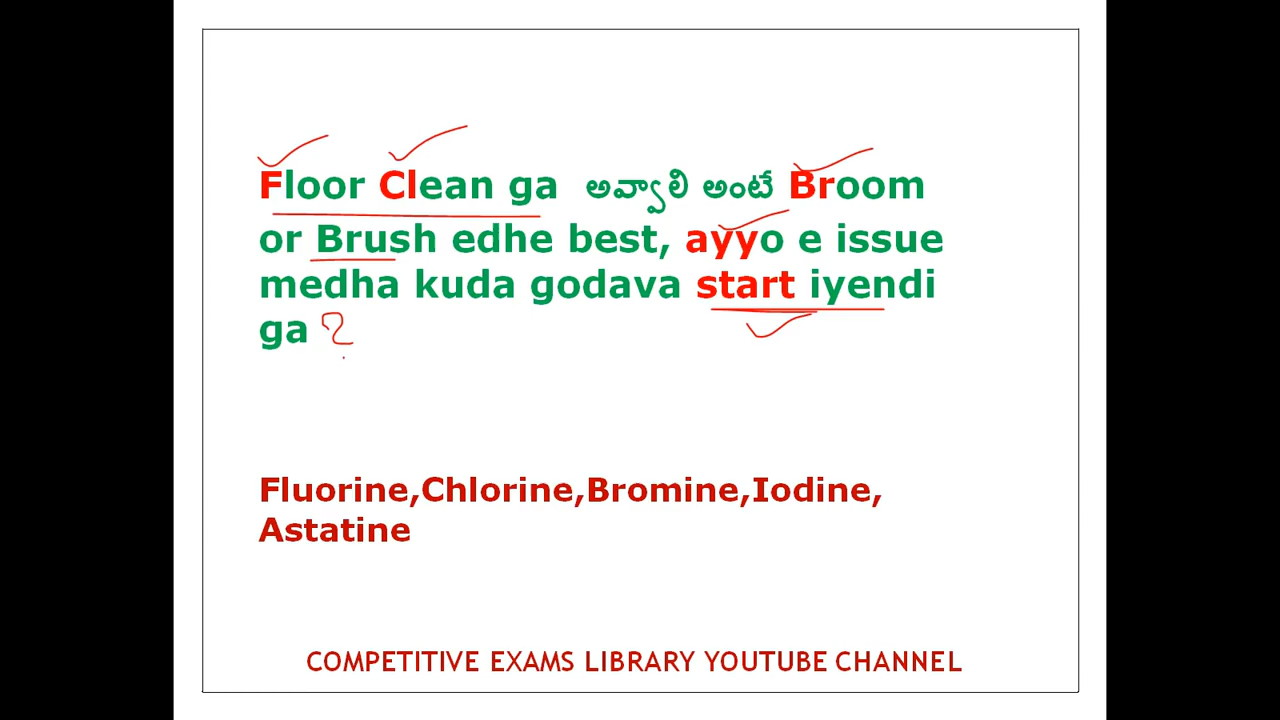 Floor Clean ga అవ్వాలి అంటే Broom
or Brush edhe best, ayyo e issue
medha kuda godava start iyendi
ga ?
Fluorine,Chlorine,Bromine,Iodine,
Astatine
COMPETITIVE EXAMS LIBRARY YOUTUBE CHANNEL